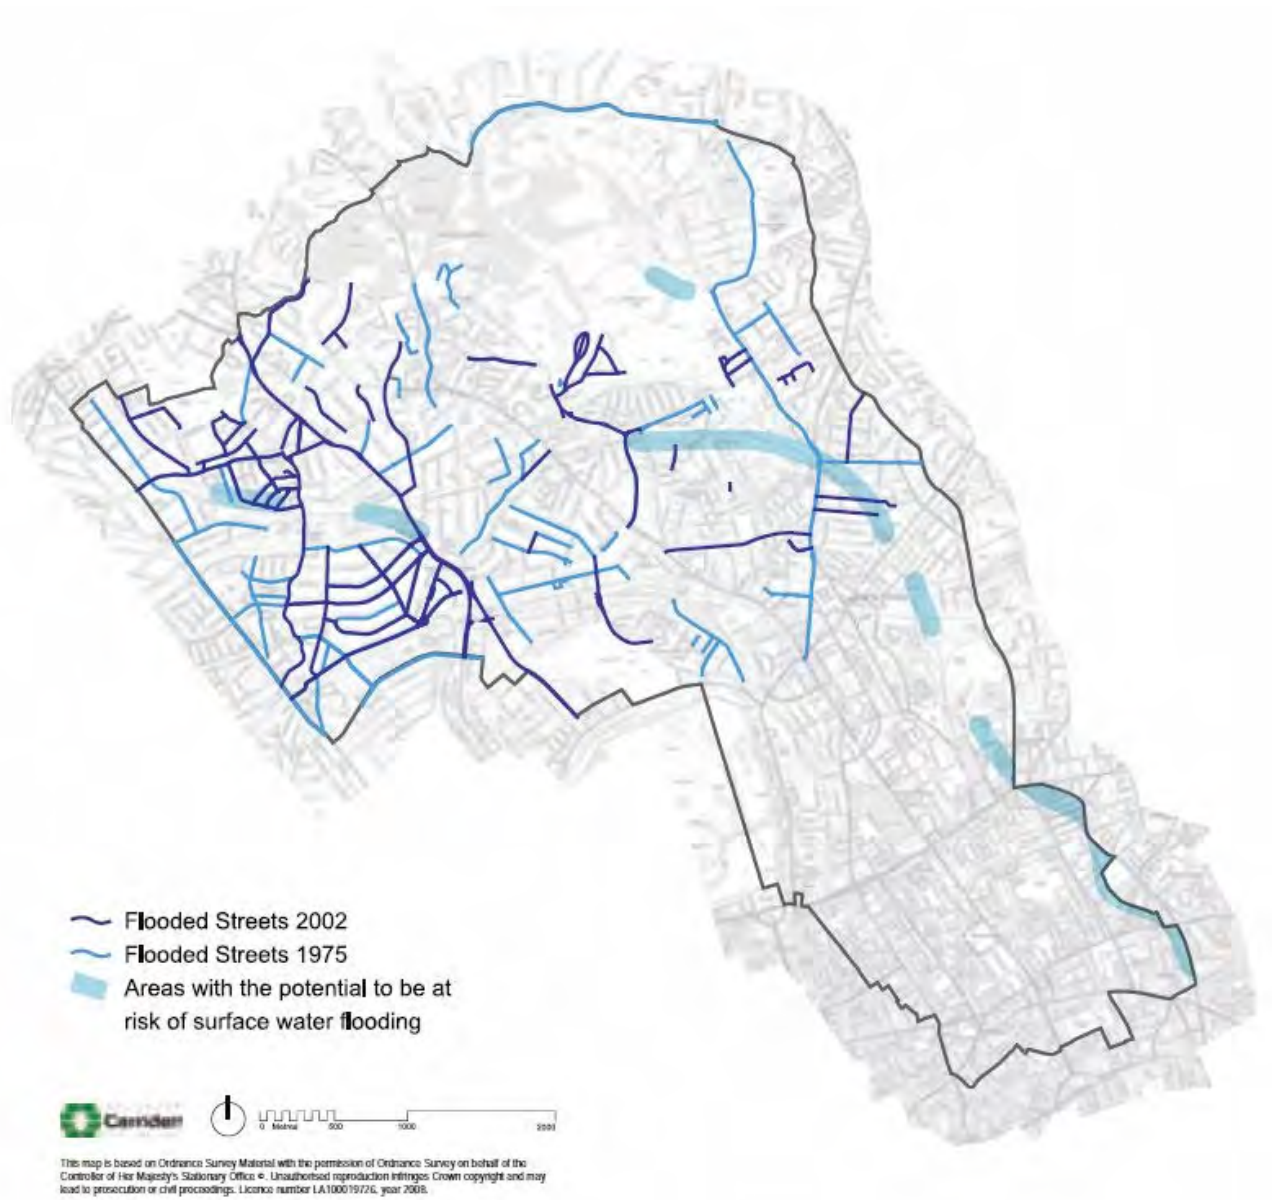 Flooded Streets 2002
Flooded Streets 1975
Areas with the potential to be at
risk of surface water flooding
Camden
0 Metres 500 1000 2000
This map is based on Ordnance Survey Material with the permission of Ordnance Survey on behalf of the
Controller of Her Majesty's Stationary Office ©. Unauthorised reproduction infringes Crown copyright and may
lead to prosecution or civil proceedings. Licence number LA100019726, year 2008.